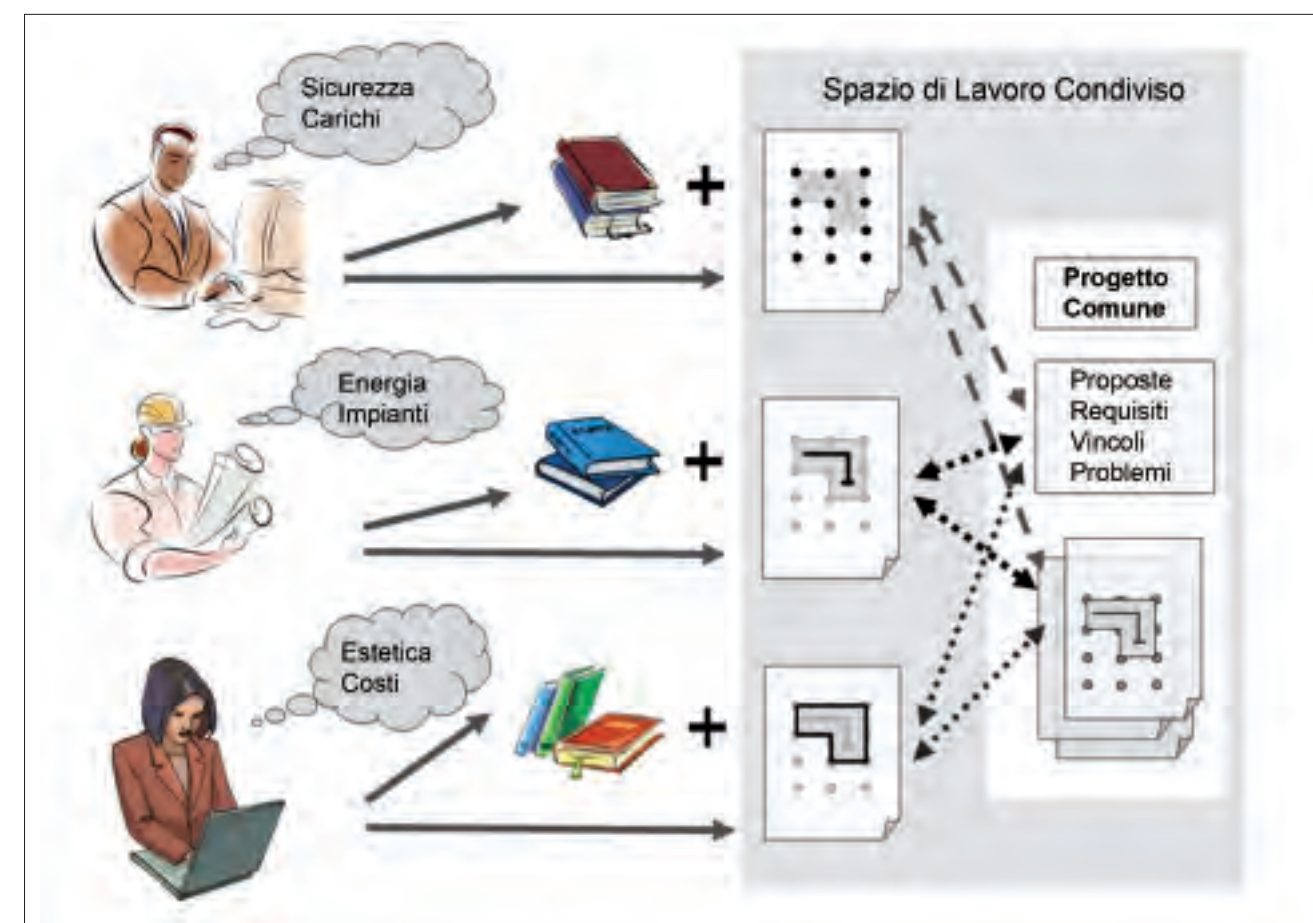 Sicurezza
Carichi
Spazio di Lavoro Condiviso
Progetto
Comune
Energia
Impianti
Proposte
Requisiti
Vincoli
Problemi
Estetica
Costi